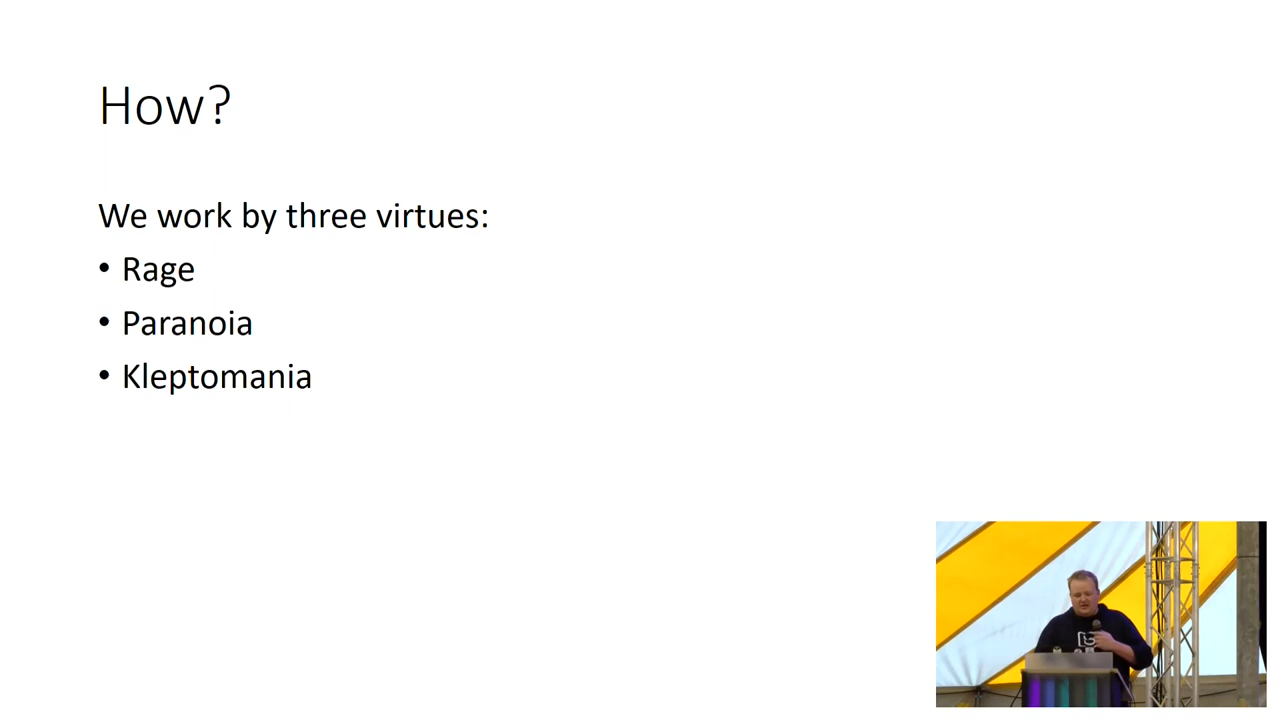 How?
We work by three virtues:
• Rage
• Paranoia
• Kleptomania